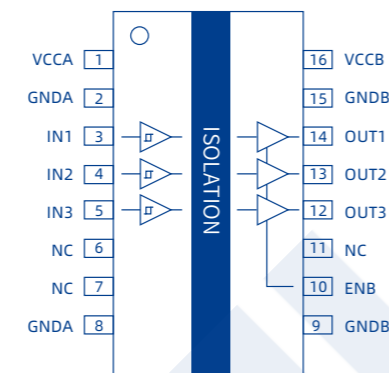 VCCA 1 16 VCCB
GNDA 2 15 GNDB
IN1 3 14 OUT1
IN2 4 13 OUT2
IN3 5 12 OUT3
NC 6 11 NC
NC 7 10 ENB
GNDA 8 9 GNDB
ISOLATION